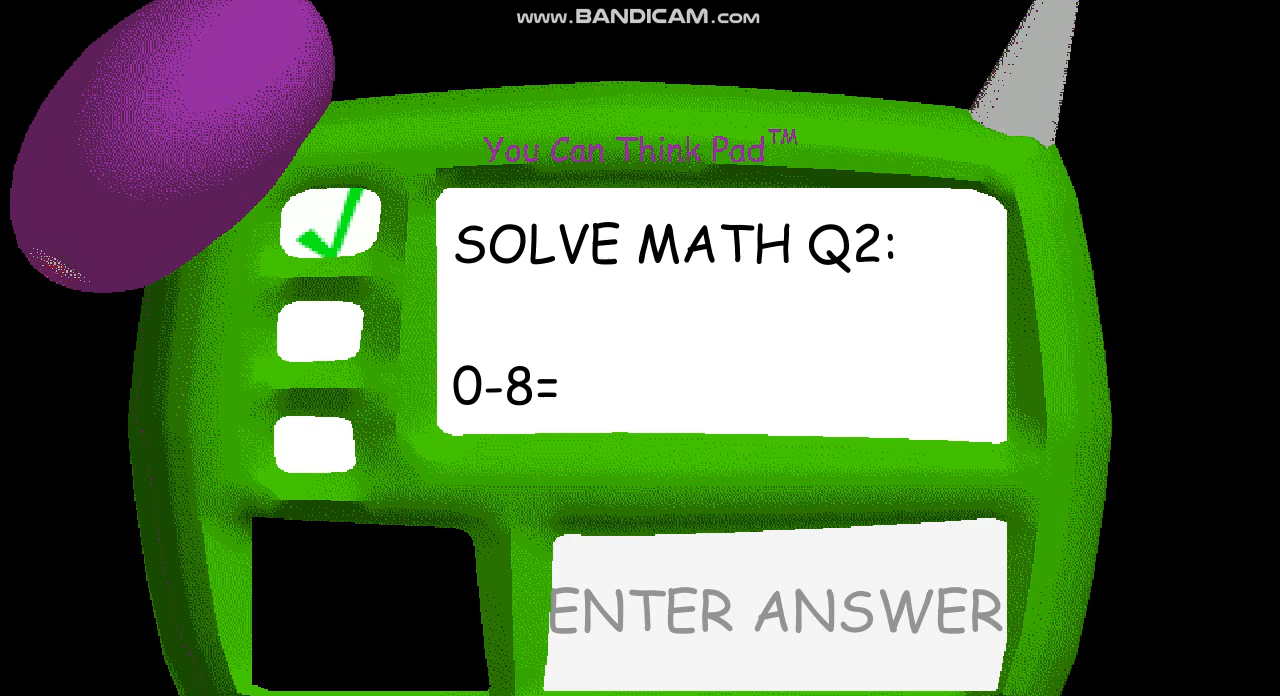 www.BANDICAM.com
You Can Think Pad™
SOLVE MATH Q2:
0-8=
ENTER ANSWER